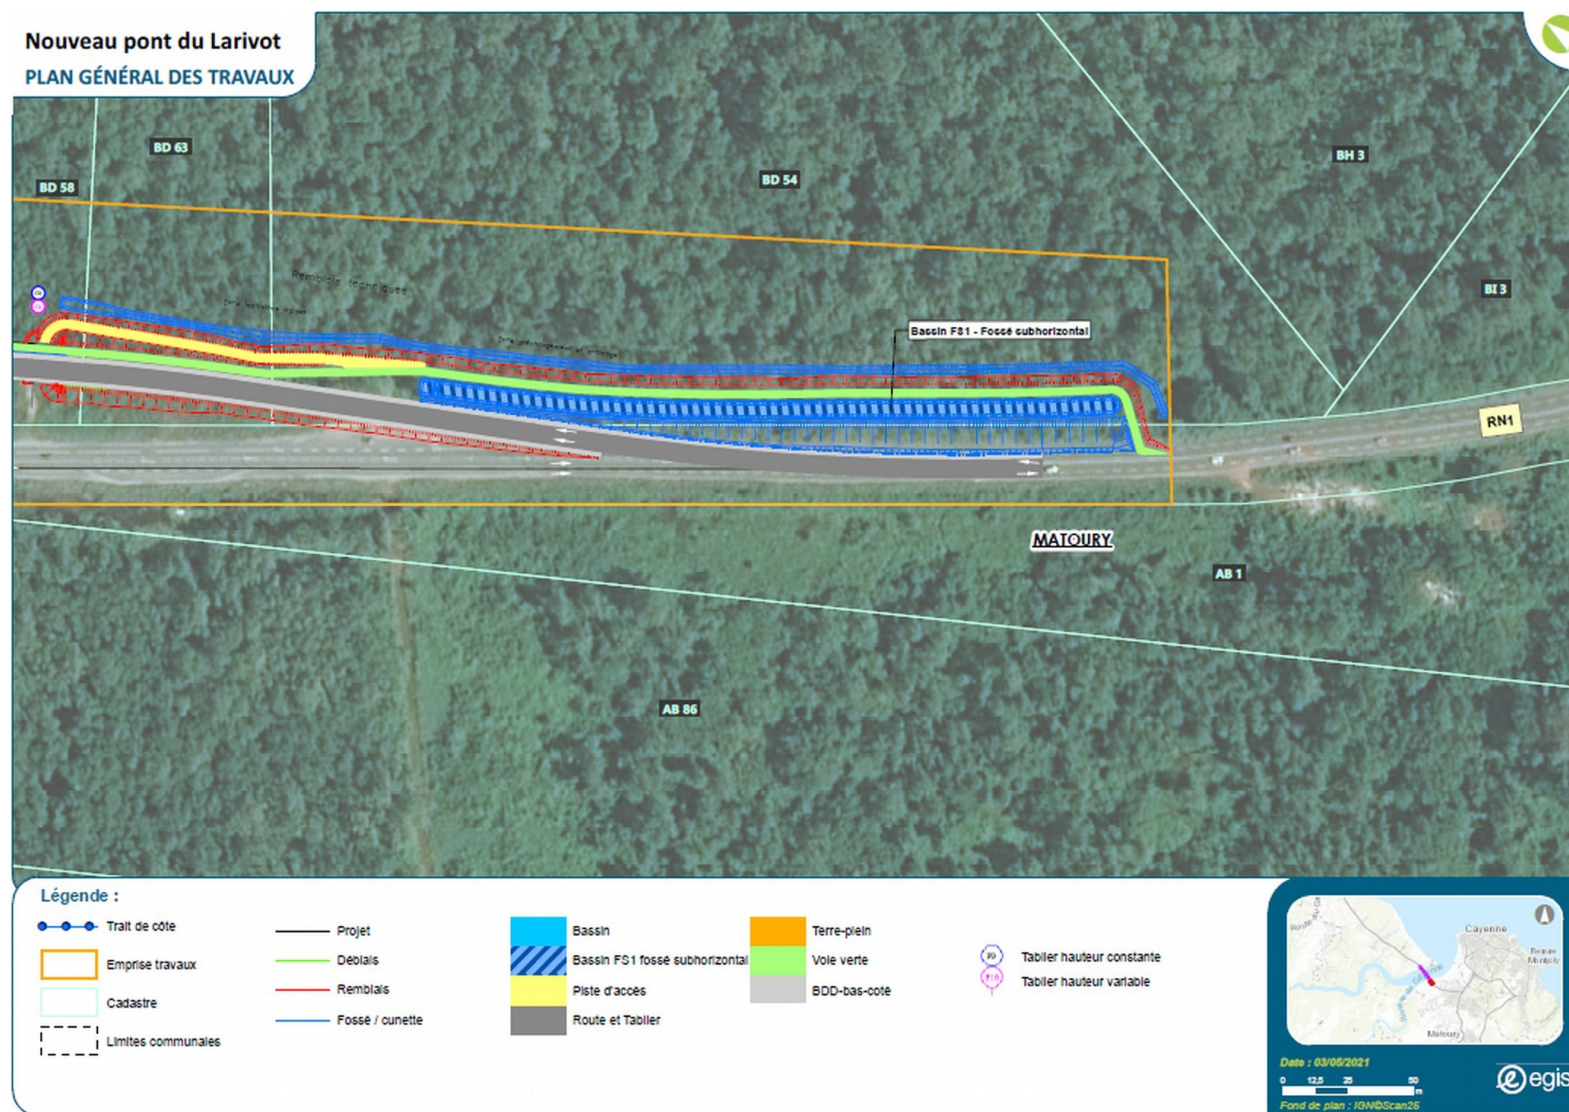 Nouveau pont du Larivot
PLAN GÉNÉRAL DES TRAVAUX
BD 63
BD 58
BD 54
BH 3
BI 3
Remblais techniques
Bassin FS1 - Fossé subhorizontal
RN1
MATOURY
AB 1
AB 86
Légende :
Trait de côte
Emprise travaux
Cadastre
Limites communales
Projet
Déblais
Remblais
Fossé / cunette
Bassin
Bassin FS1 fossé subhorizontal
Piste d'accès
Route et Tablier
Terre-plein
Voie verte
BDD-bas-coté
Tablier hauteur constante
Tablier hauteur variable
Cayenne
Remire
Montjoly
Matoury
Date : 03/05/2021
0 12,5 25 50
m
egis
Fond de plan : IGN©Scan25